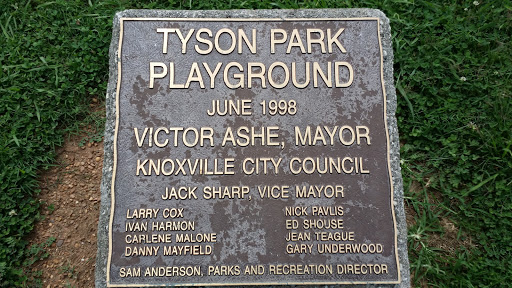 TYSON PARK
PLAYGROUND
JUNE 1998
VICTOR ASHE, MAYOR
KNOXVILLE CITY COUNCIL
JACK SHARP, VICE MAYOR
LARRY COX
IVAN HARMON
CARLENE MALONE
DANNY MAYFIELD
NICK PAVLIS
ED SHOUSE
JEAN TEAGUE
GARY UNDERWOOD
SAM ANDERSON, PARKS AND RECREATION DIRECTOR